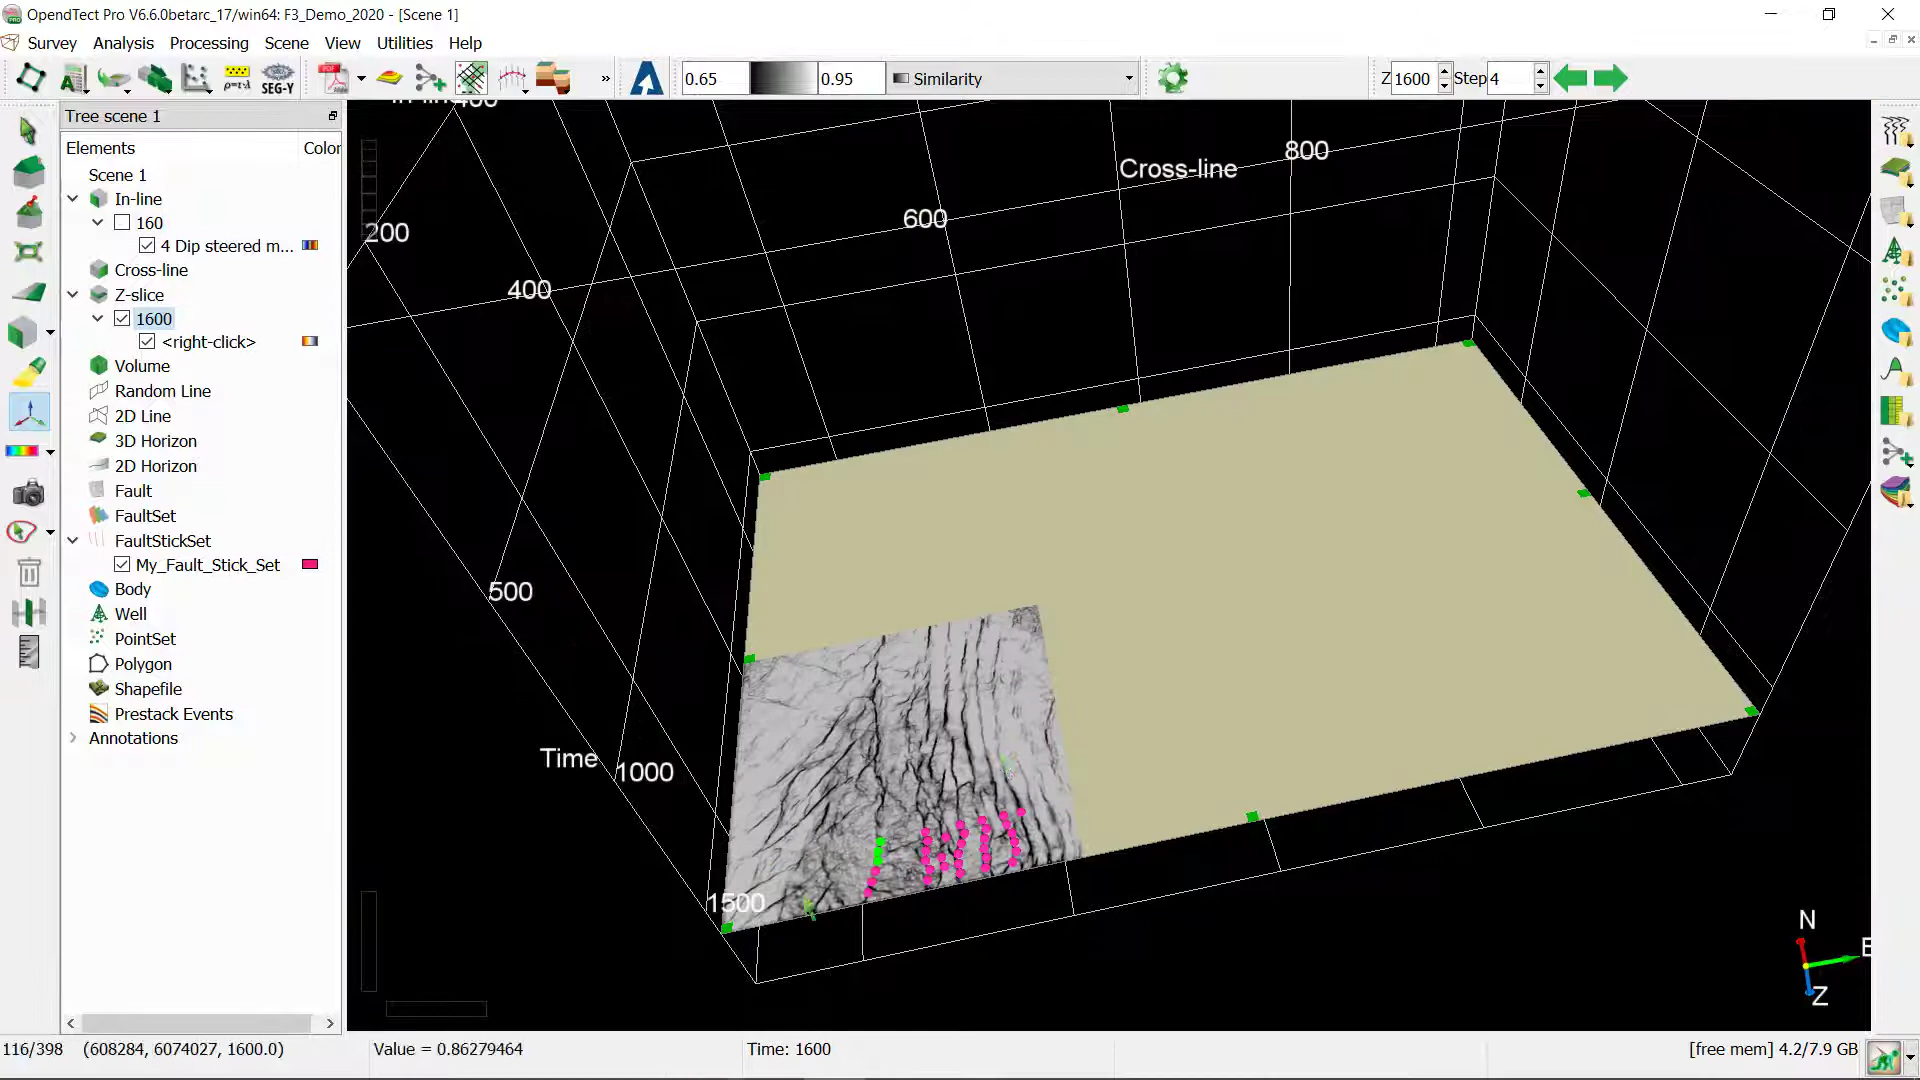 OpendTect Pro V6.6.0betarc_17/win64: F3_Demo_2020 - [Scene 1]
Survey Analysis Processing Scene View Utilities Help
PDF SEG-Y » 0.65 0.95 Similarity Z 1600 Step 4
Tree scene 1
Elements Color
Scene 1
In-line
160
4 Dip steered m...
Cross-line
Z-slice
1600
<right-click>
Volume
Random Line
2D Line
3D Horizon
2D Horizon
Fault
FaultSet
FaultStickSet
My_Fault_Stick_Set
Body
Well
PointSet
Polygon
Shapefile
Prestack Events
Annotations
800
Cross-line
600
200
400
500
Time
1000
1500
N
E
Z
116/398 (608284, 6074027, 1600.0) Value = 0.86279464 Time: 1600 [free mem] 4.2/7.9 GB